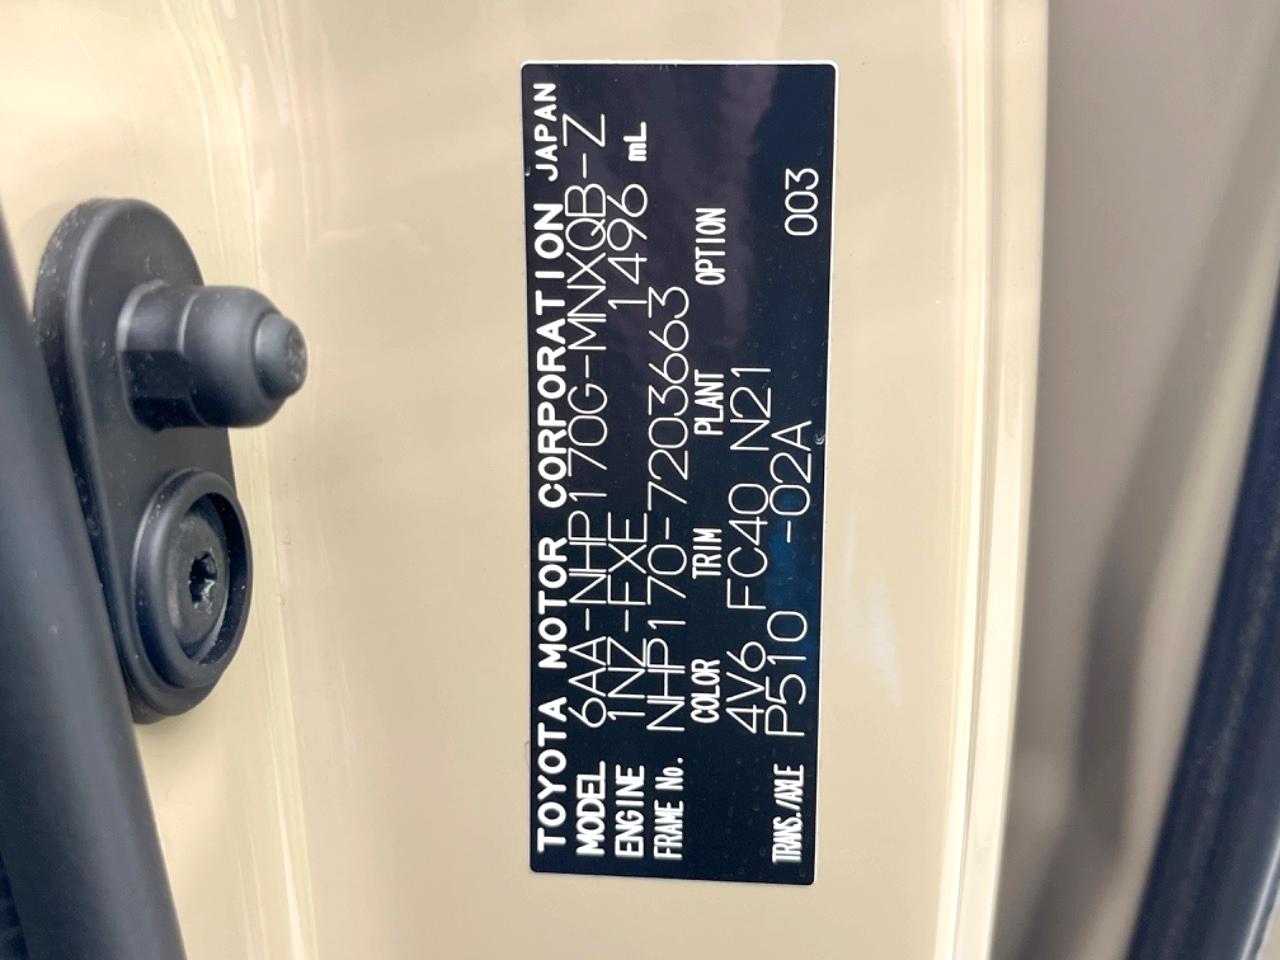 TOYOTA MOTOR CORPORATION JAPAN
MODEL 6AA-NHP170G-MNXQB-Z
ENGINE 1NZ-FXE 1496 mL
FRAME No. NHP170-7203663
COLOR TRIM PLANT OPTION
4V6 FC40 N21
TRANS./AXLE P510 -02A 003